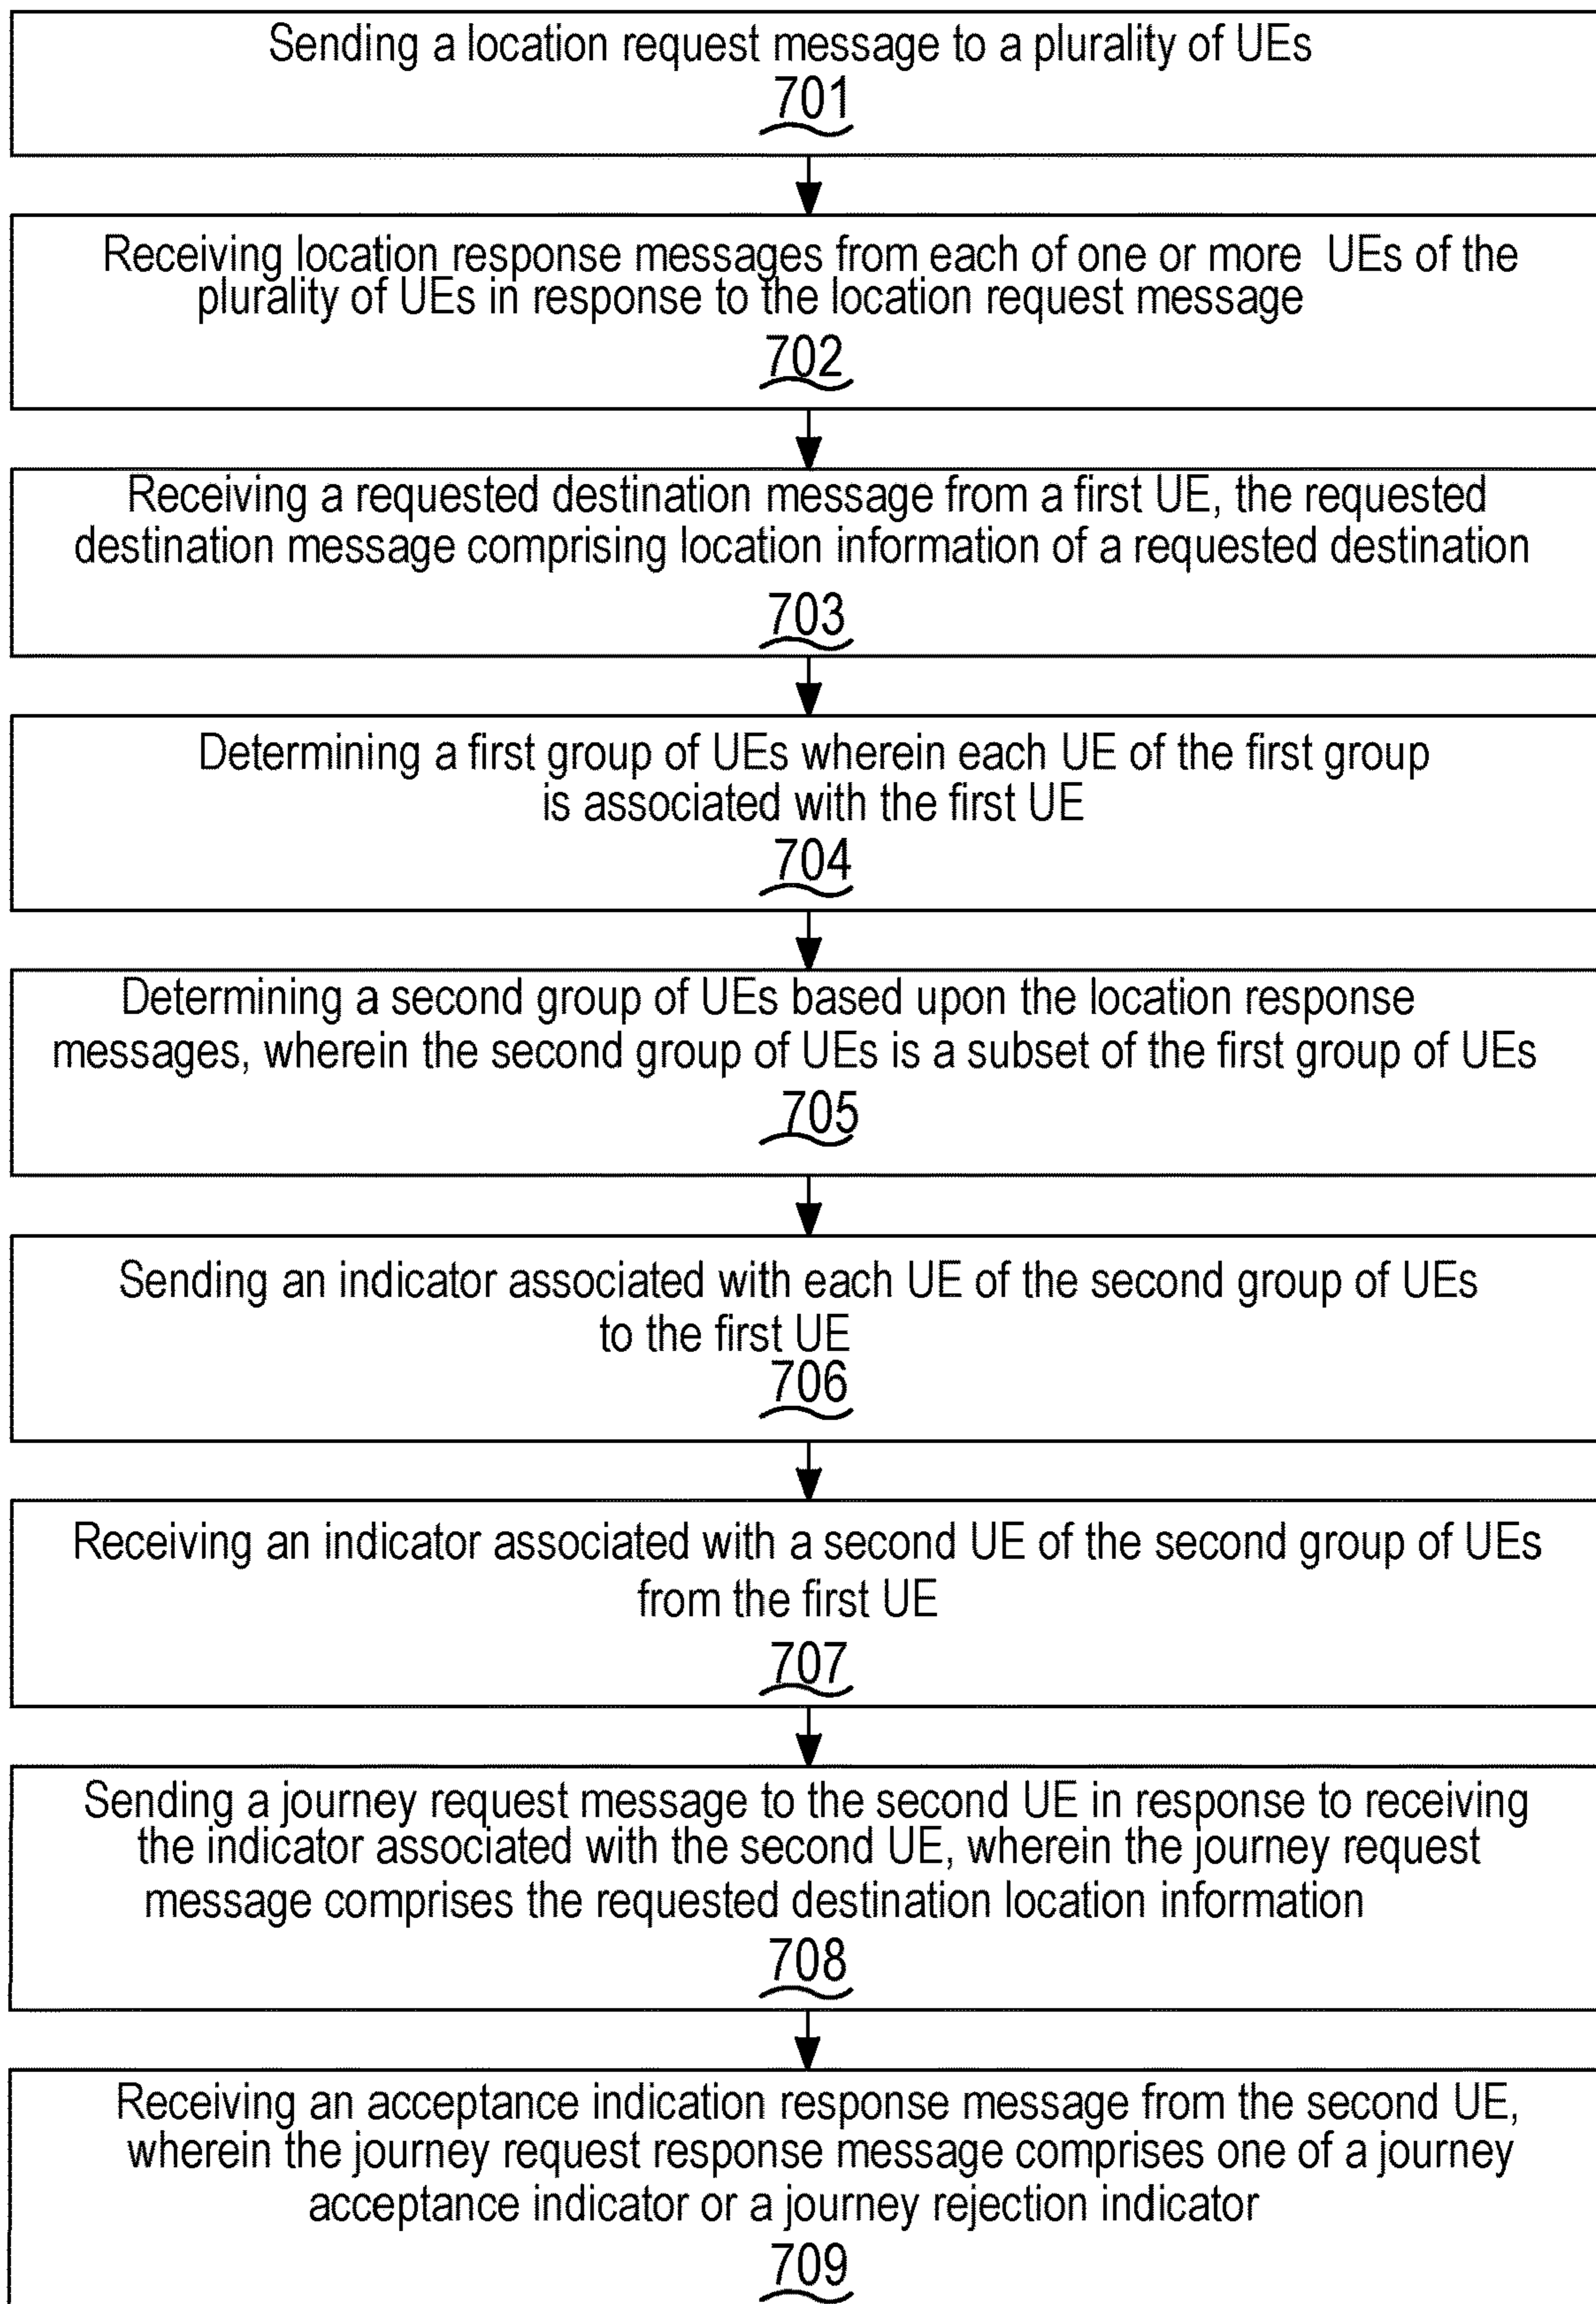 Sending a location request message to a plurality of UEs
701
Receiving location response messages from each of one or more UEs of the
plurality of UEs in response to the location request message
702
Receiving a requested destination message from a first UE, the requested
destination message comprising location information of a requested destination
703
Determining a first group of UEs wherein each UE of the first group
is associated with the first UE
704
Determining a second group of UEs based upon the location response
messages, wherein the second group of UEs is a subset of the first group of UEs
705
Sending an indicator associated with each UE of the second group of UEs
to the first UE
706
Receiving an indicator associated with a second UE of the second group of UEs
from the first UE
707
Sending a journey request message to the second UE in response to receiving
the indicator associated with the second UE, wherein the journey request
message comprises the requested destination location information
708
Receiving an acceptance indication response message from the second UE,
wherein the journey request response message comprises one of a journey
acceptance indicator or a journey rejection indicator
709